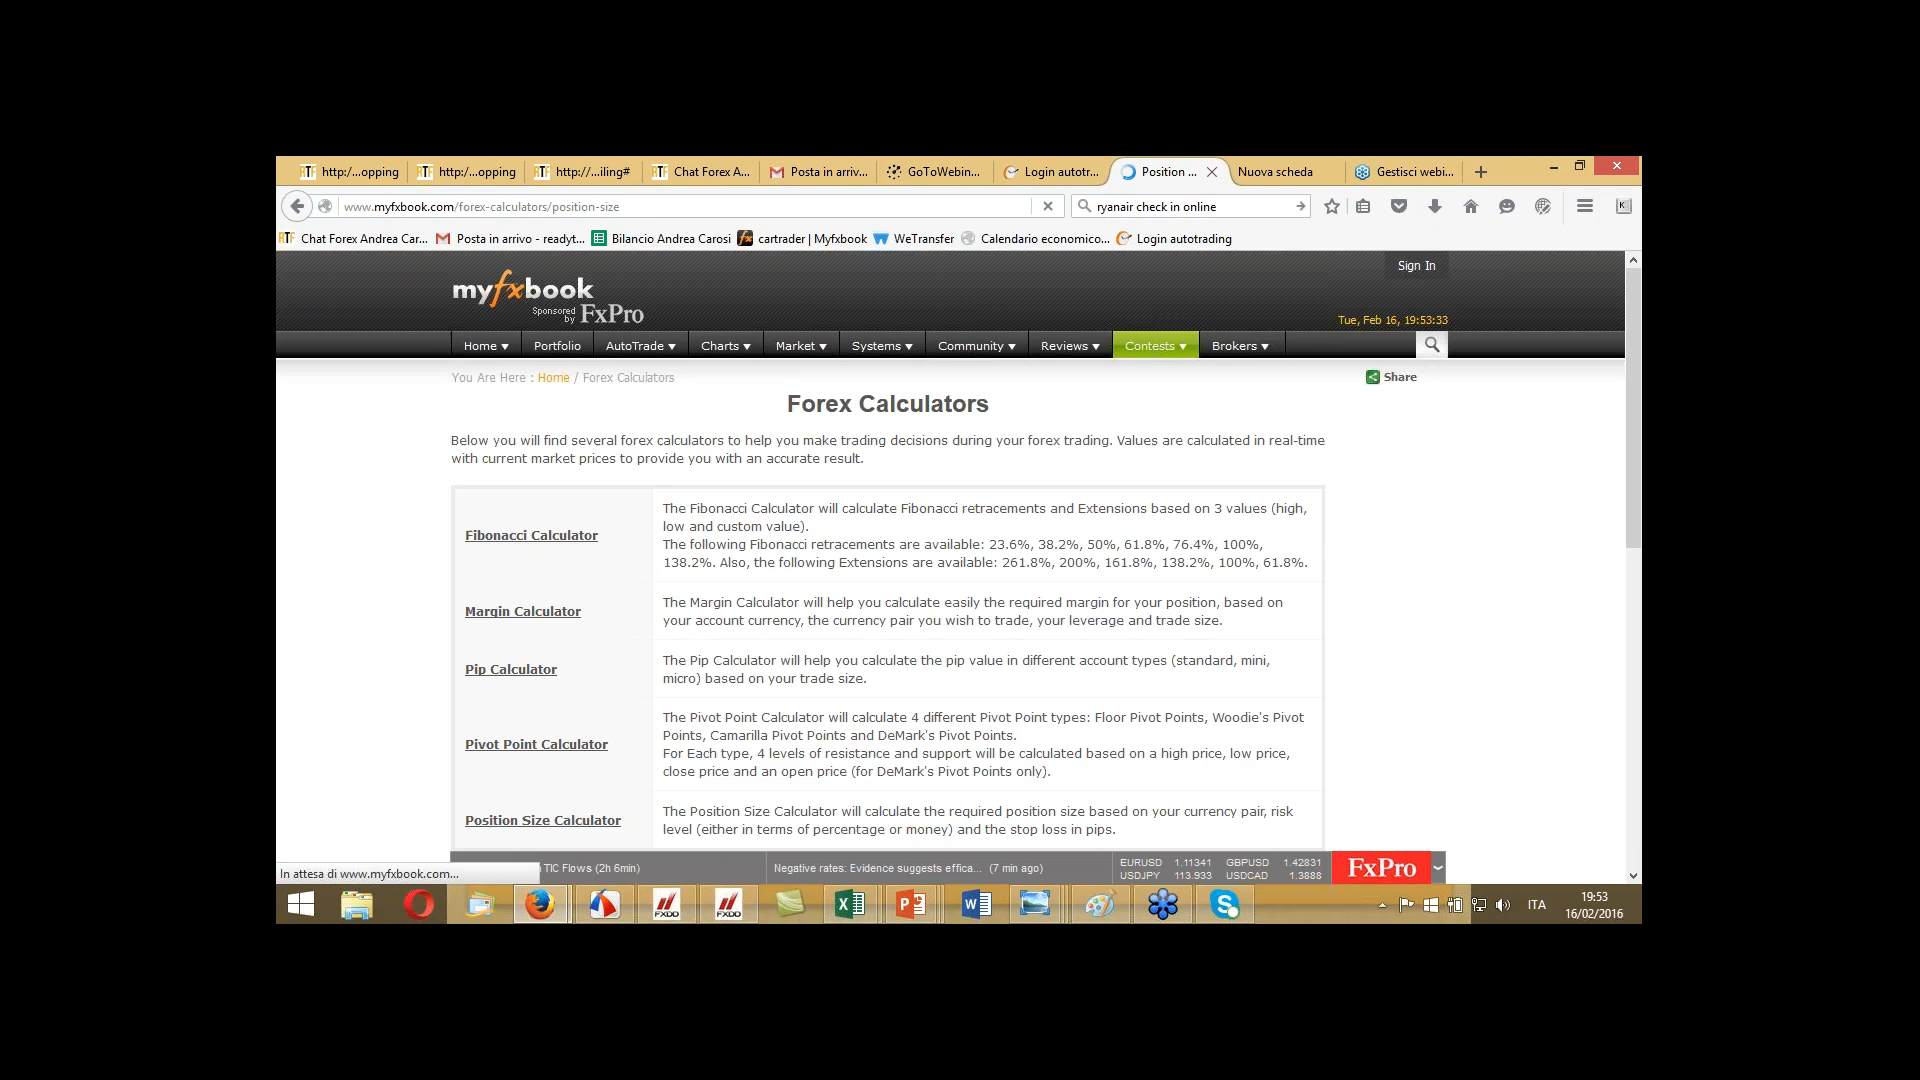 http:/...opping
http:/...opping
http://...iling#
Chat Forex A...
Posta in arriv...
GoToWebin...
Login autotr...
Position ...
Nuova scheda
Gestisci webi...
www.myfxbook.com/forex-calculators/position-size
ryanair check in online
Chat Forex Andrea Car...
Posta in arrivo - readyt...
Bilancio Andrea Carosi
cartrader | Myfxbook
WeTransfer
Calendario economico...
Login autotrading
Sign In
myfxbook
Sponsored by FxPro
Tue, Feb 16, 19:53:33
Home
Portfolio
AutoTrade
Charts
Market
Systems
Community
Reviews
Contests
Brokers
You Are Here : Home / Forex Calculators
Share
Forex Calculators
Below you will find several forex calculators to help you make trading decisions during your forex trading. Values are calculated in real-time
with current market prices to provide you with an accurate result.
Fibonacci Calculator
The Fibonacci Calculator will calculate Fibonacci retracements and Extensions based on 3 values (high,
low and custom value).
The following Fibonacci retracements are available: 23.6%, 38.2%, 50%, 61.8%, 76.4%, 100%,
138.2%. Also, the following Extensions are available: 261.8%, 200%, 161.8%, 138.2%, 100%, 61.8%.
Margin Calculator
The Margin Calculator will help you calculate easily the required margin for your position, based on
your account currency, the currency pair you wish to trade, your leverage and trade size.
Pip Calculator
The Pip Calculator will help you calculate the pip value in different account types (standard, mini,
micro) based on your trade size.
Pivot Point Calculator
The Pivot Point Calculator will calculate 4 different Pivot Point types: Floor Pivot Points, Woodie's Pivot
Points, Camarilla Pivot Points and DeMark's Pivot Points.
For Each type, 4 levels of resistance and support will be calculated based on a high price, low price,
close price and an open price (for DeMark's Pivot Points only).
Position Size Calculator
The Position Size Calculator will calculate the required position size based on your currency pair, risk
level (either in terms of percentage or money) and the stop loss in pips.
TIC Flows (2h 6min)
Negative rates: Evidence suggests effica... (7 min ago)
EURUSD 1.11341 GBPUSD 1.42831
USDJPY 113.933 USDCAD 1.3888
FxPro
In attesa di www.myfxbook.com...
FXDD
FXDD
ITA
19:53
16/02/2016